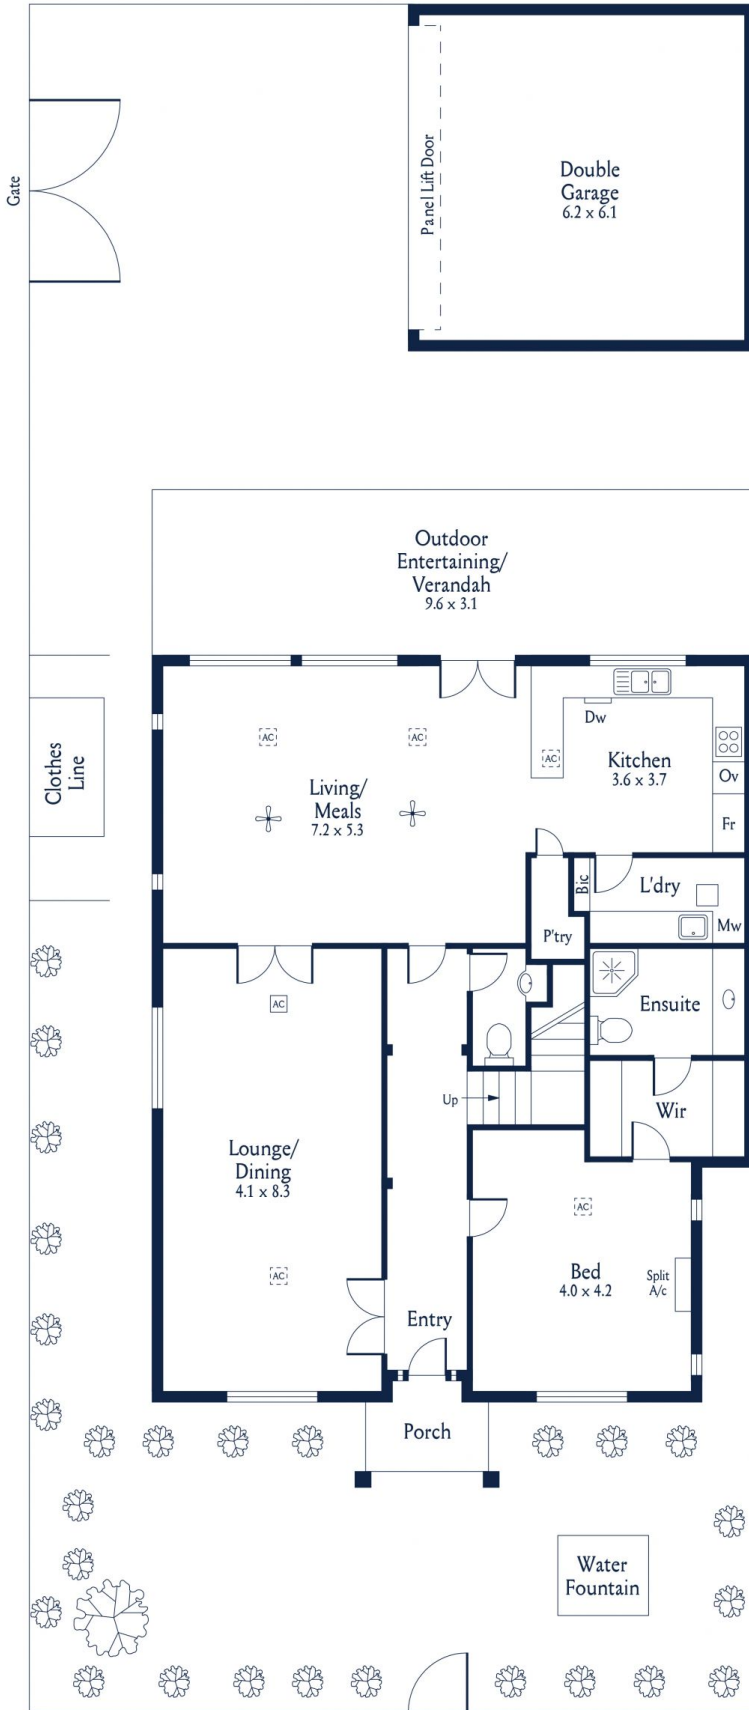 Gate
Panel Lift Door
Double
Garage
6.2 x 6.1
Outdoor
Entertaining/
Verandah
9.6 x 3.1
Clothes
Line
AC
AC
AC
Living/
Meals
7.2 x 5.3
Dw
Kitchen
3.6 x 3.7
Ov
Fr
Bic
L'dry
Mw
P'try
AC
Ensuite
Up
Wir
Lounge/
Dining
4.1 x 8.3
AC
AC
Bed
4.0 x 4.2
Split
A/c
Entry
Porch
Water
Fountain